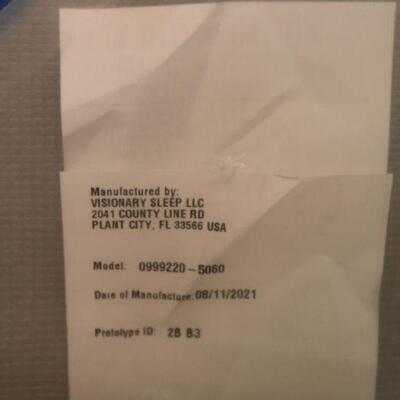 Manufactured by:
VISIONARY SLEEP LLC
2041 COUNTY LINE RD
PLANT CITY, FL 33566 USA
Model. 0999220-5060
Date of Manufacture: 08/11/2021
Prototype ID: 2B B3